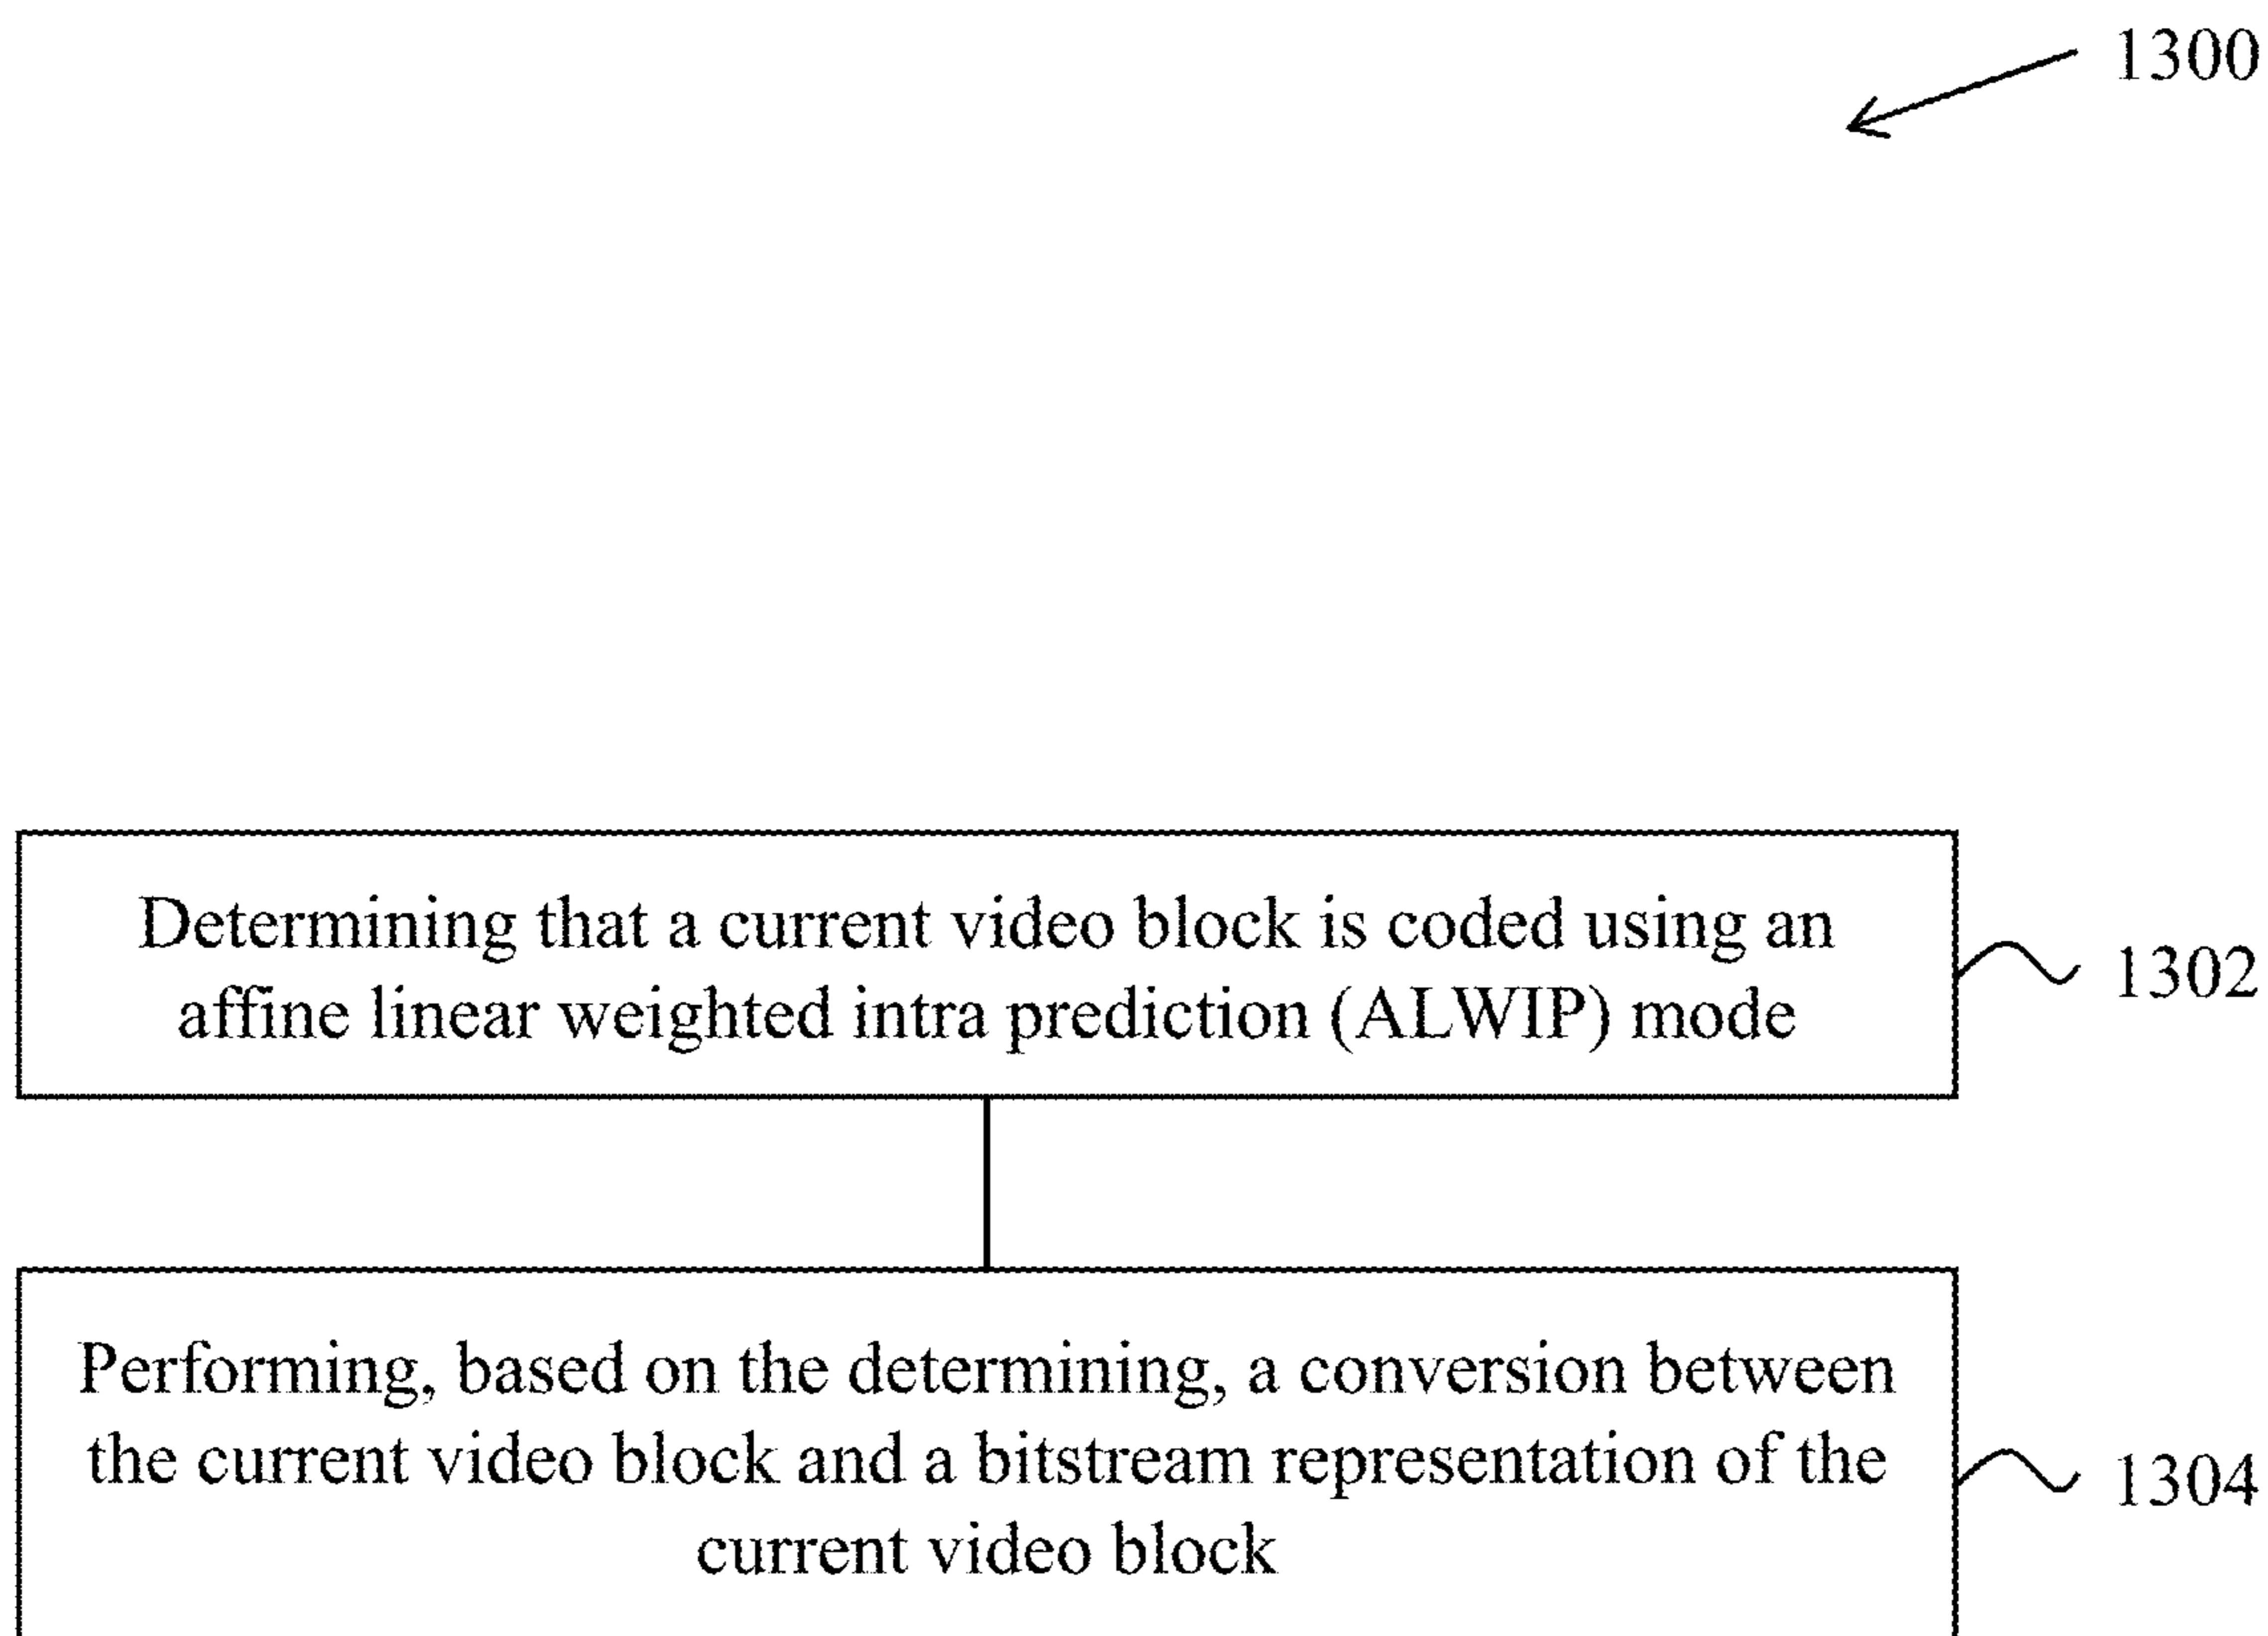 1300
Determining that a current video block is coded using an
affine linear weighted intra prediction (ALWIP) mode
1302
Performing, based on the determining, a conversion between
the current video block and a bitstream representation of the
current video block
1304